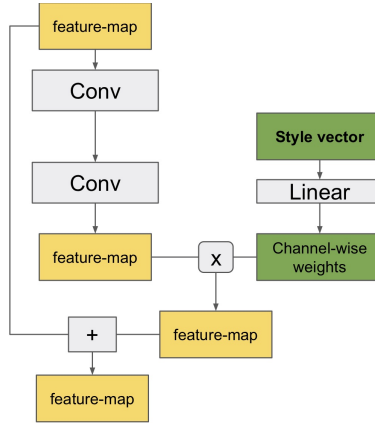 feature-map
Conv
Style vector
Conv
Linear
feature-map
x
Channel-wise
weights
feature-map
+
feature-map